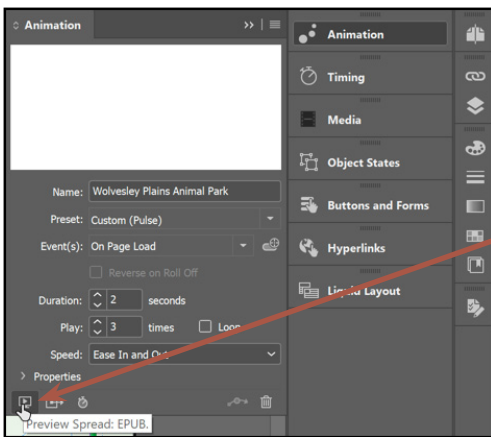 Animation
Name: Wolvesley Plains Animal Park
Preset: Custom (Pulse)
Event(s): On Page Load
Reverse on Roll Off
Duration: 2 seconds
Play: 3 times Loop
Speed: Ease In and Out
Properties
Preview Spread: EPUB.
Animation
Timing
Media
Object States
Buttons and Forms
Hyperlinks
Liquid Layout